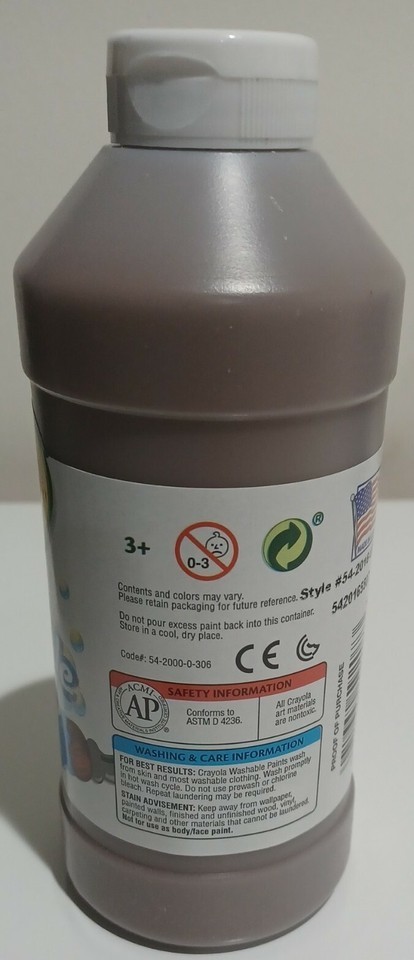 3+
0-3
®
Contents and colors may vary.
Please retain packaging for future reference.
Style #54-2016
Do not pour excess paint back into this container.
Store in a cool, dry place.
Code#: 54-2000-0-306
CE
SAFETY INFORMATION
ACMI
AP
Conforms to
ASTM D 4236.
All Crayola
art materials
are nontoxic.
WASHING & CARE INFORMATION
FOR BEST RESULTS: Crayola Washable Paints wash
from skin and most washable clothing. Wash promptly
in hot wash cycle. Do not use prewash or chlorine
bleach. Repeat laundering may be required.
STAIN ADVISEMENT: Keep away from wallpaper,
painted walls, finished and unfinished wood, vinyl,
carpeting and other materials that cannot be laundered.
Not for use as body/face paint.
PROOF OF PURCHASE